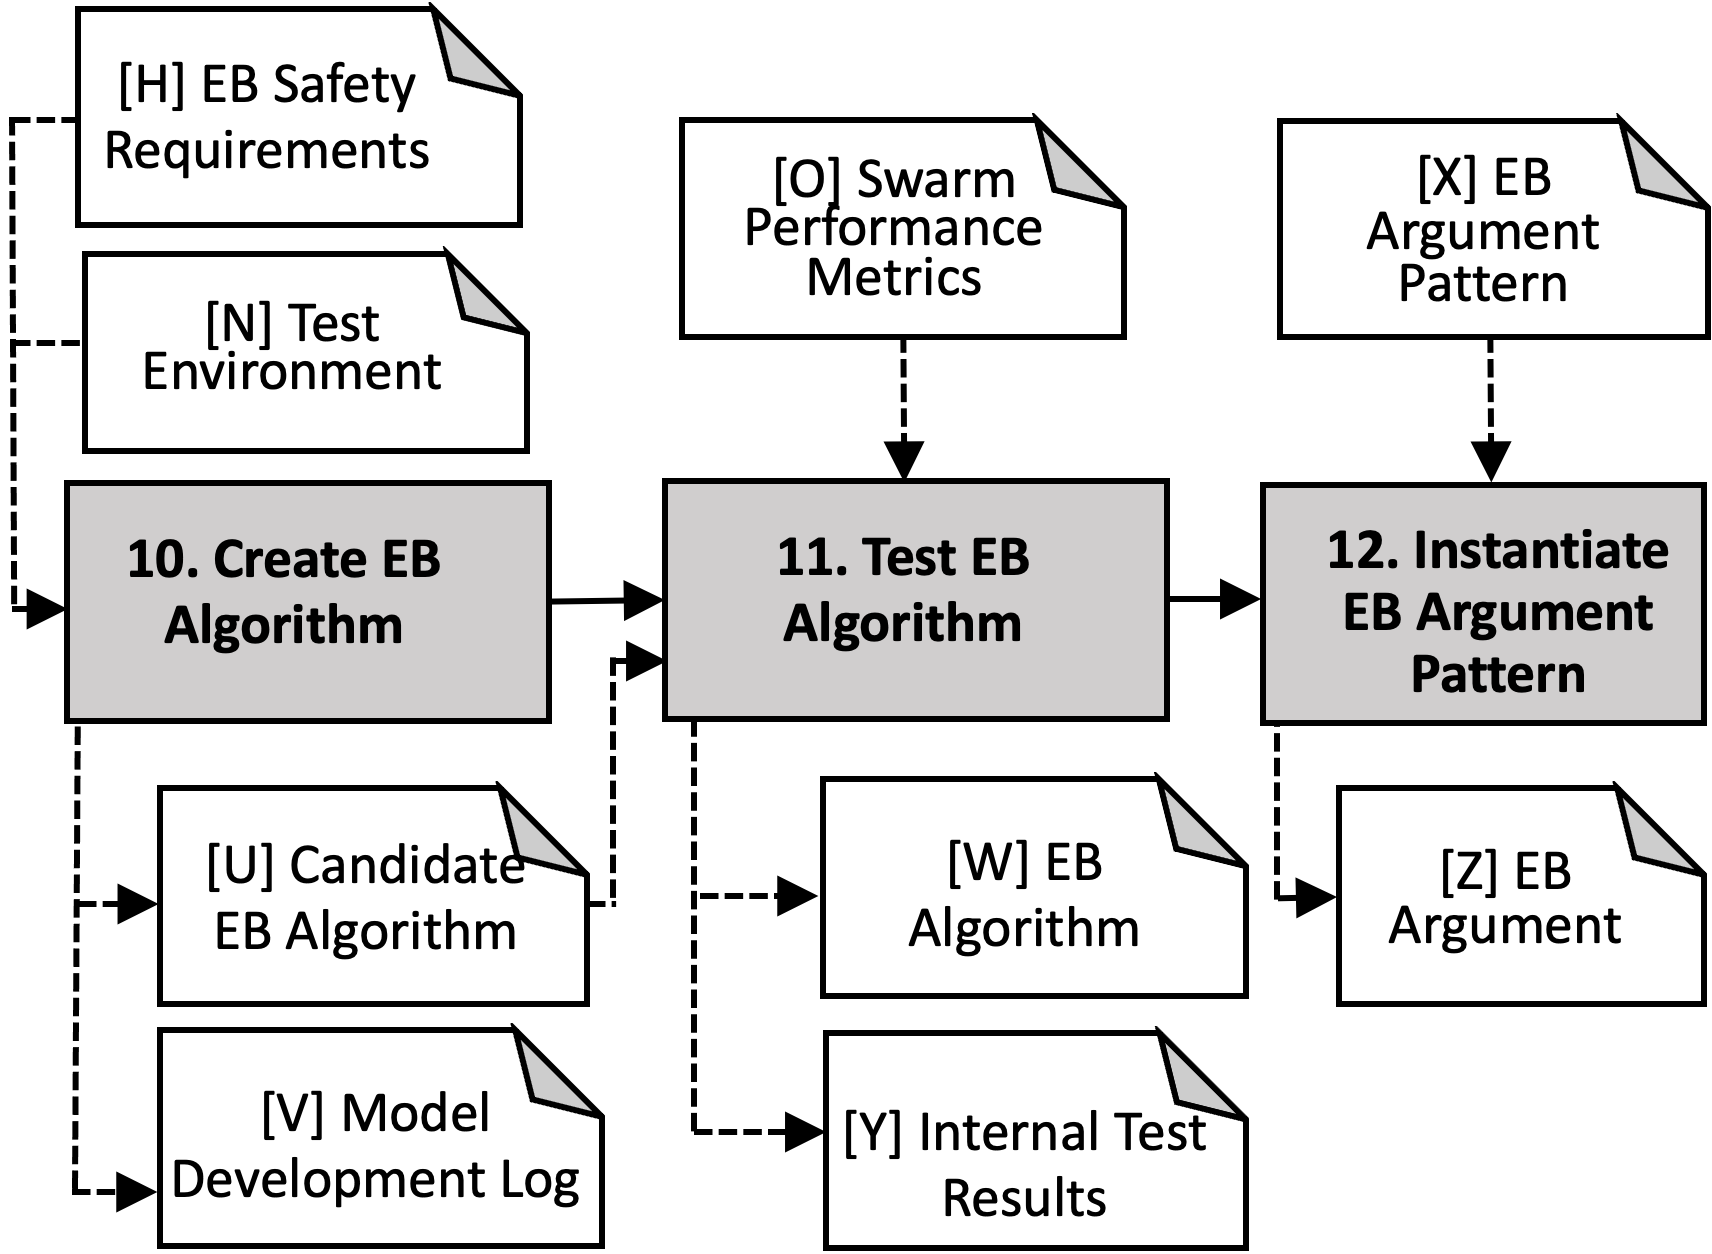 [H] EB Safety
Requirements
[N] Test
Environment
[O] Swarm
Performance
Metrics
[X] EB
Argument
Pattern
10. Create EB
Algorithm
11. Test EB
Algorithm
12. Instantiate
EB Argument
Pattern
[U] Candidate
EB Algorithm
[V] Model
Development Log
[W] EB
Algorithm
[Y] Internal Test
Results
[Z] EB
Argument